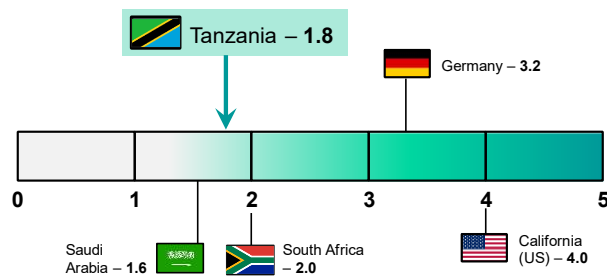 Tanzania – 1.8
Germany – 3.2
0 1 2 3 4 5
Saudi
Arabia – 1.6
South Africa
– 2.0
California
(US) – 4.0